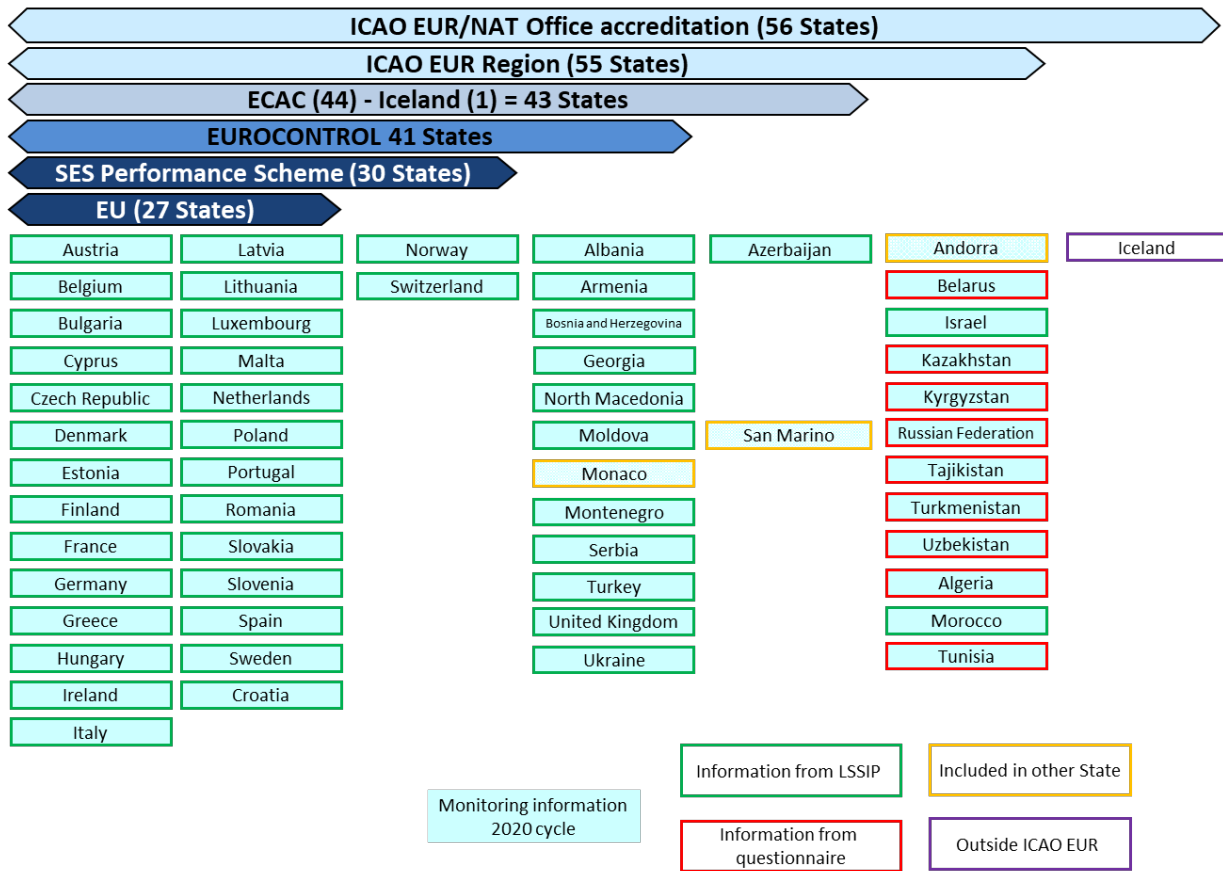 ICAO EUR/NAT Office accreditation (56 States)
ICAO EUR Region (55 States)
ECAC (44) - Iceland (1) = 43 States
EUROCONTROL 41 States
SES Performance Scheme (30 States)
EU (27 States)
Austria
Belgium
Bulgaria
Cyprus
Czech Republic
Denmark
Estonia
Finland
France
Germany
Greece
Hungary
Ireland
Italy
Latvia
Lithuania
Luxembourg
Malta
Netherlands
Poland
Portugal
Romania
Slovakia
Slovenia
Spain
Sweden
Croatia
Norway
Switzerland
Albania
Armenia
Bosnia and Herzegovina
Georgia
North Macedonia
Moldova
Monaco
Montenegro
Serbia
Turkey
United Kingdom
Ukraine
Azerbaijan
San Marino
Andorra
Belarus
Israel
Kazakhstan
Kyrgyzstan
Russian Federation
Tajikistan
Turkmenistan
Uzbekistan
Algeria
Morocco
Tunisia
Iceland
Monitoring information
2020 cycle
Information from LSSIP
Information from
questionnaire
Included in other State
Outside ICAO EUR